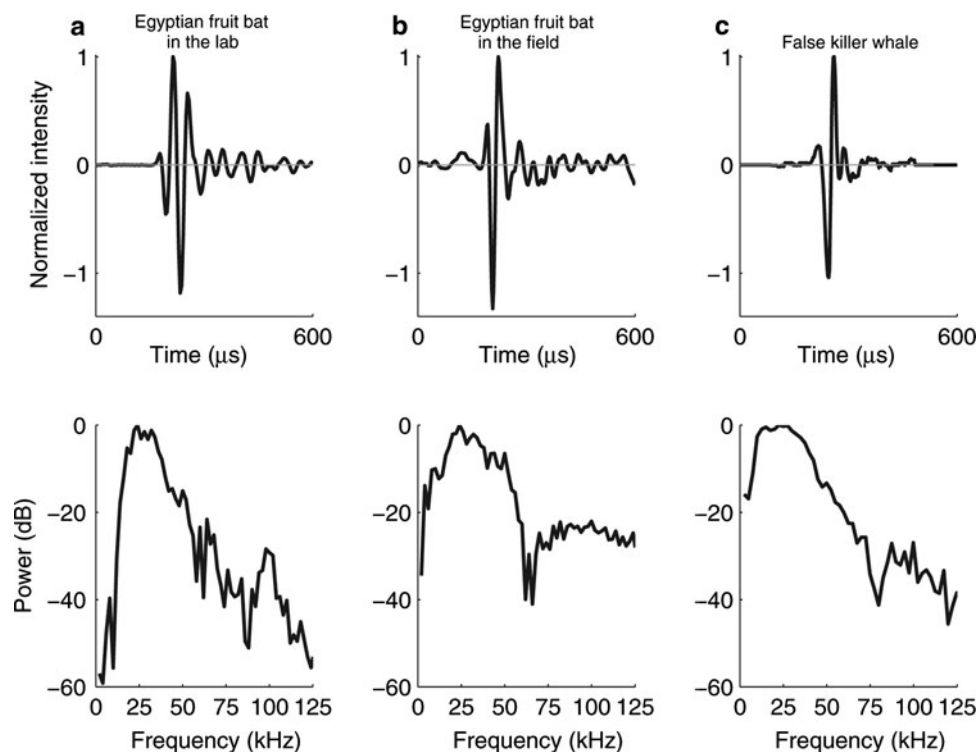 a
Egyptian fruit bat
in the lab
b
Egyptian fruit bat
in the field
c
False killer whale
Normalized intensity
1
0
−1
0
600
Time (μs)
1
0
−1
0
600
Time (μs)
1
0
−1
0
600
Time (μs)
Power (dB)
0
−20
−40
−60
0 25 50 75 100 125
Frequency (kHz)
0
−20
−40
−60
0 25 50 75 100 125
Frequency (kHz)
0
−20
−40
−60
0 25 50 75 100 125
Frequency (kHz)